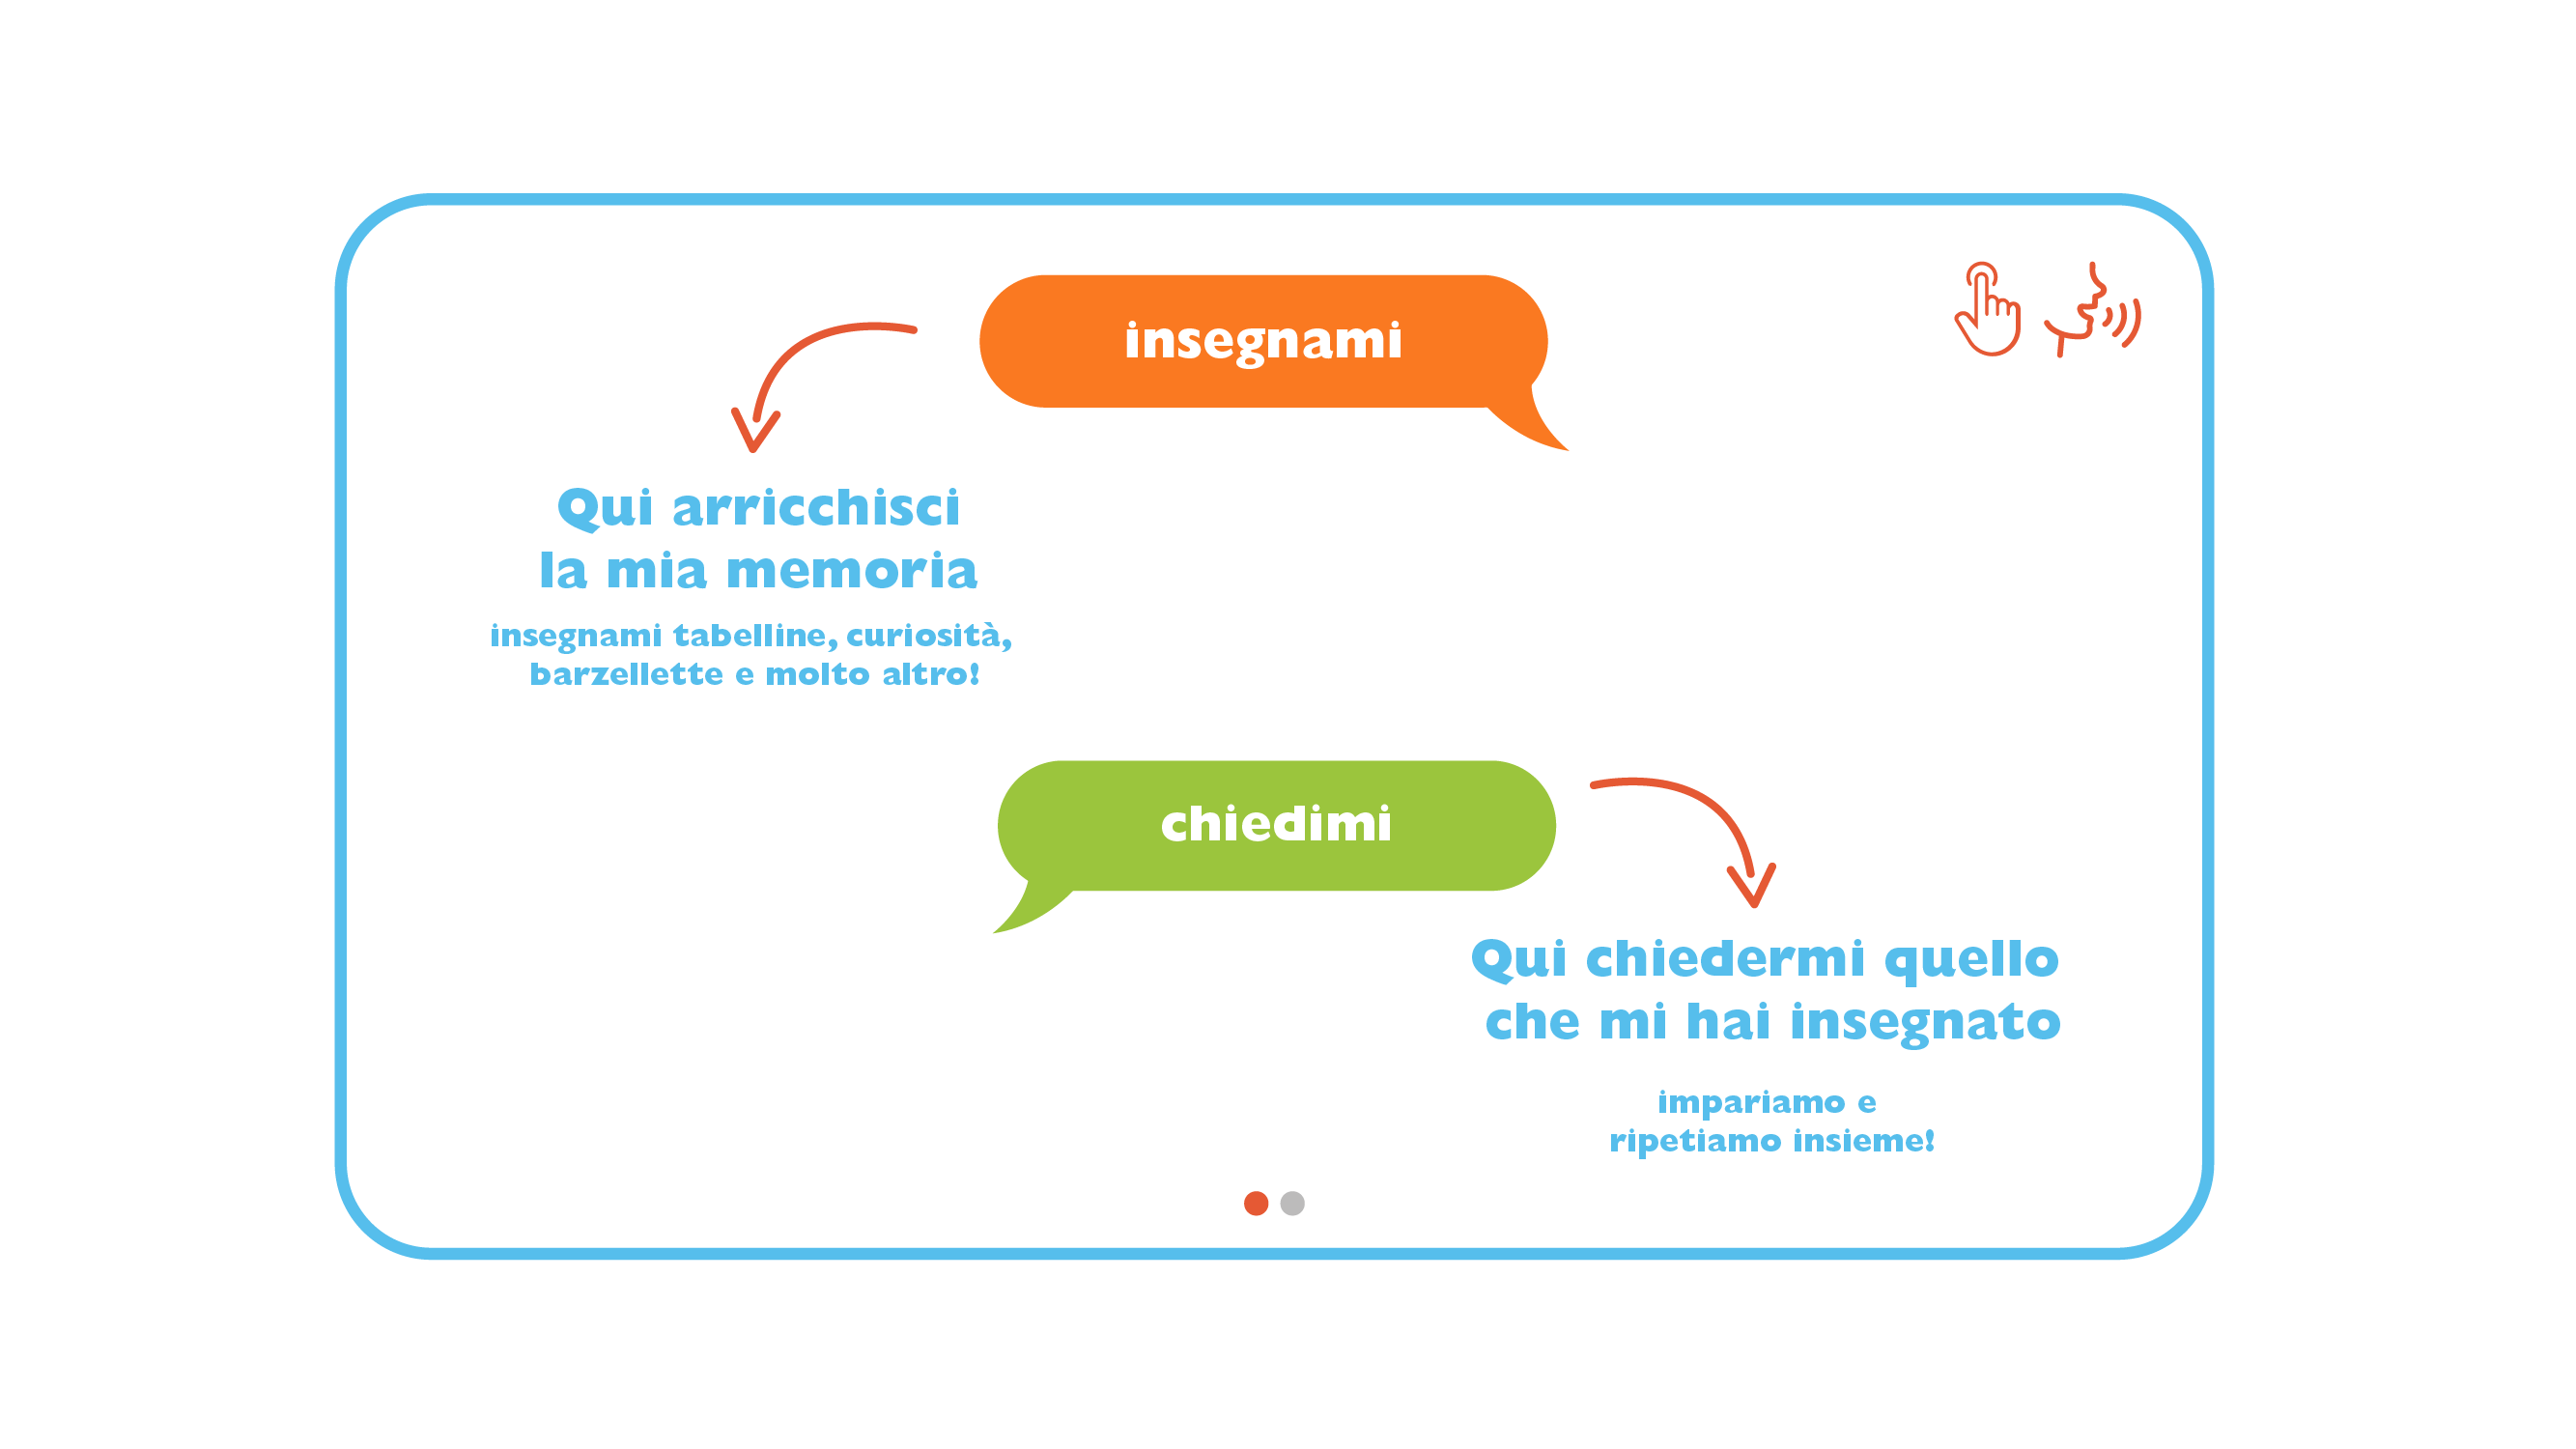 insegnami
Qui arricchisci
la mia memoria
insegnami tabelline, curiosità,
barzellette e molto altro!
chiedimi
Qui chiedermi quello
che mi hai insegnato
impariamo e
ripetiamo insieme!